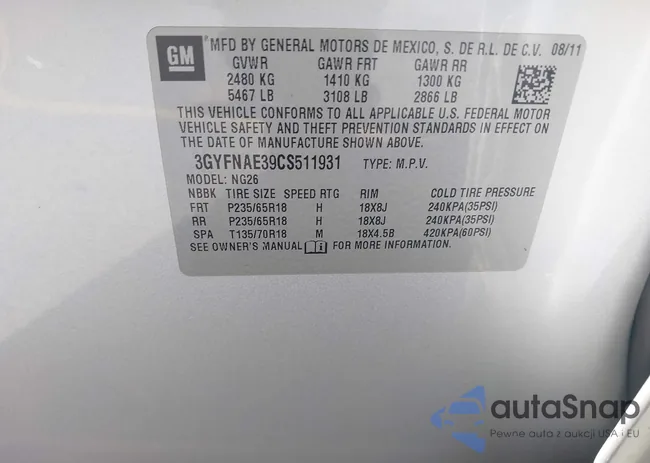 GM MFD BY GENERAL MOTORS DE MEXICO, S. DE R.L. DE C.V. 08/11
GVWR GAWR FRT GAWR RR
2480 KG 1410 KG 1300 KG
5467 LB 3108 LB 2866 LB
THIS VEHICLE CONFORMS TO ALL APPLICABLE U.S. FEDERAL MOTOR
VEHICLE SAFETY AND THEFT PREVENTION STANDARDS IN EFFECT ON
THE DATE OF MANUFACTURE SHOWN ABOVE.
3GYFNAE39CS511931 TYPE: M.P.V.
MODEL: NG26
NBBK TIRE SIZE SPEED RTG RIM COLD TIRE PRESSURE
FRT P235/65R18 H 18X8J 240KPA(35PSI)
RR P235/65R18 H 18X8J 240KPA(35PSI)
SPA T135/70R18 M 18X4.5B 420KPA(60PSI)
SEE OWNER'S MANUAL i FOR MORE INFORMATION.
autaSnap
Pewne auto z aukcji USA i EU